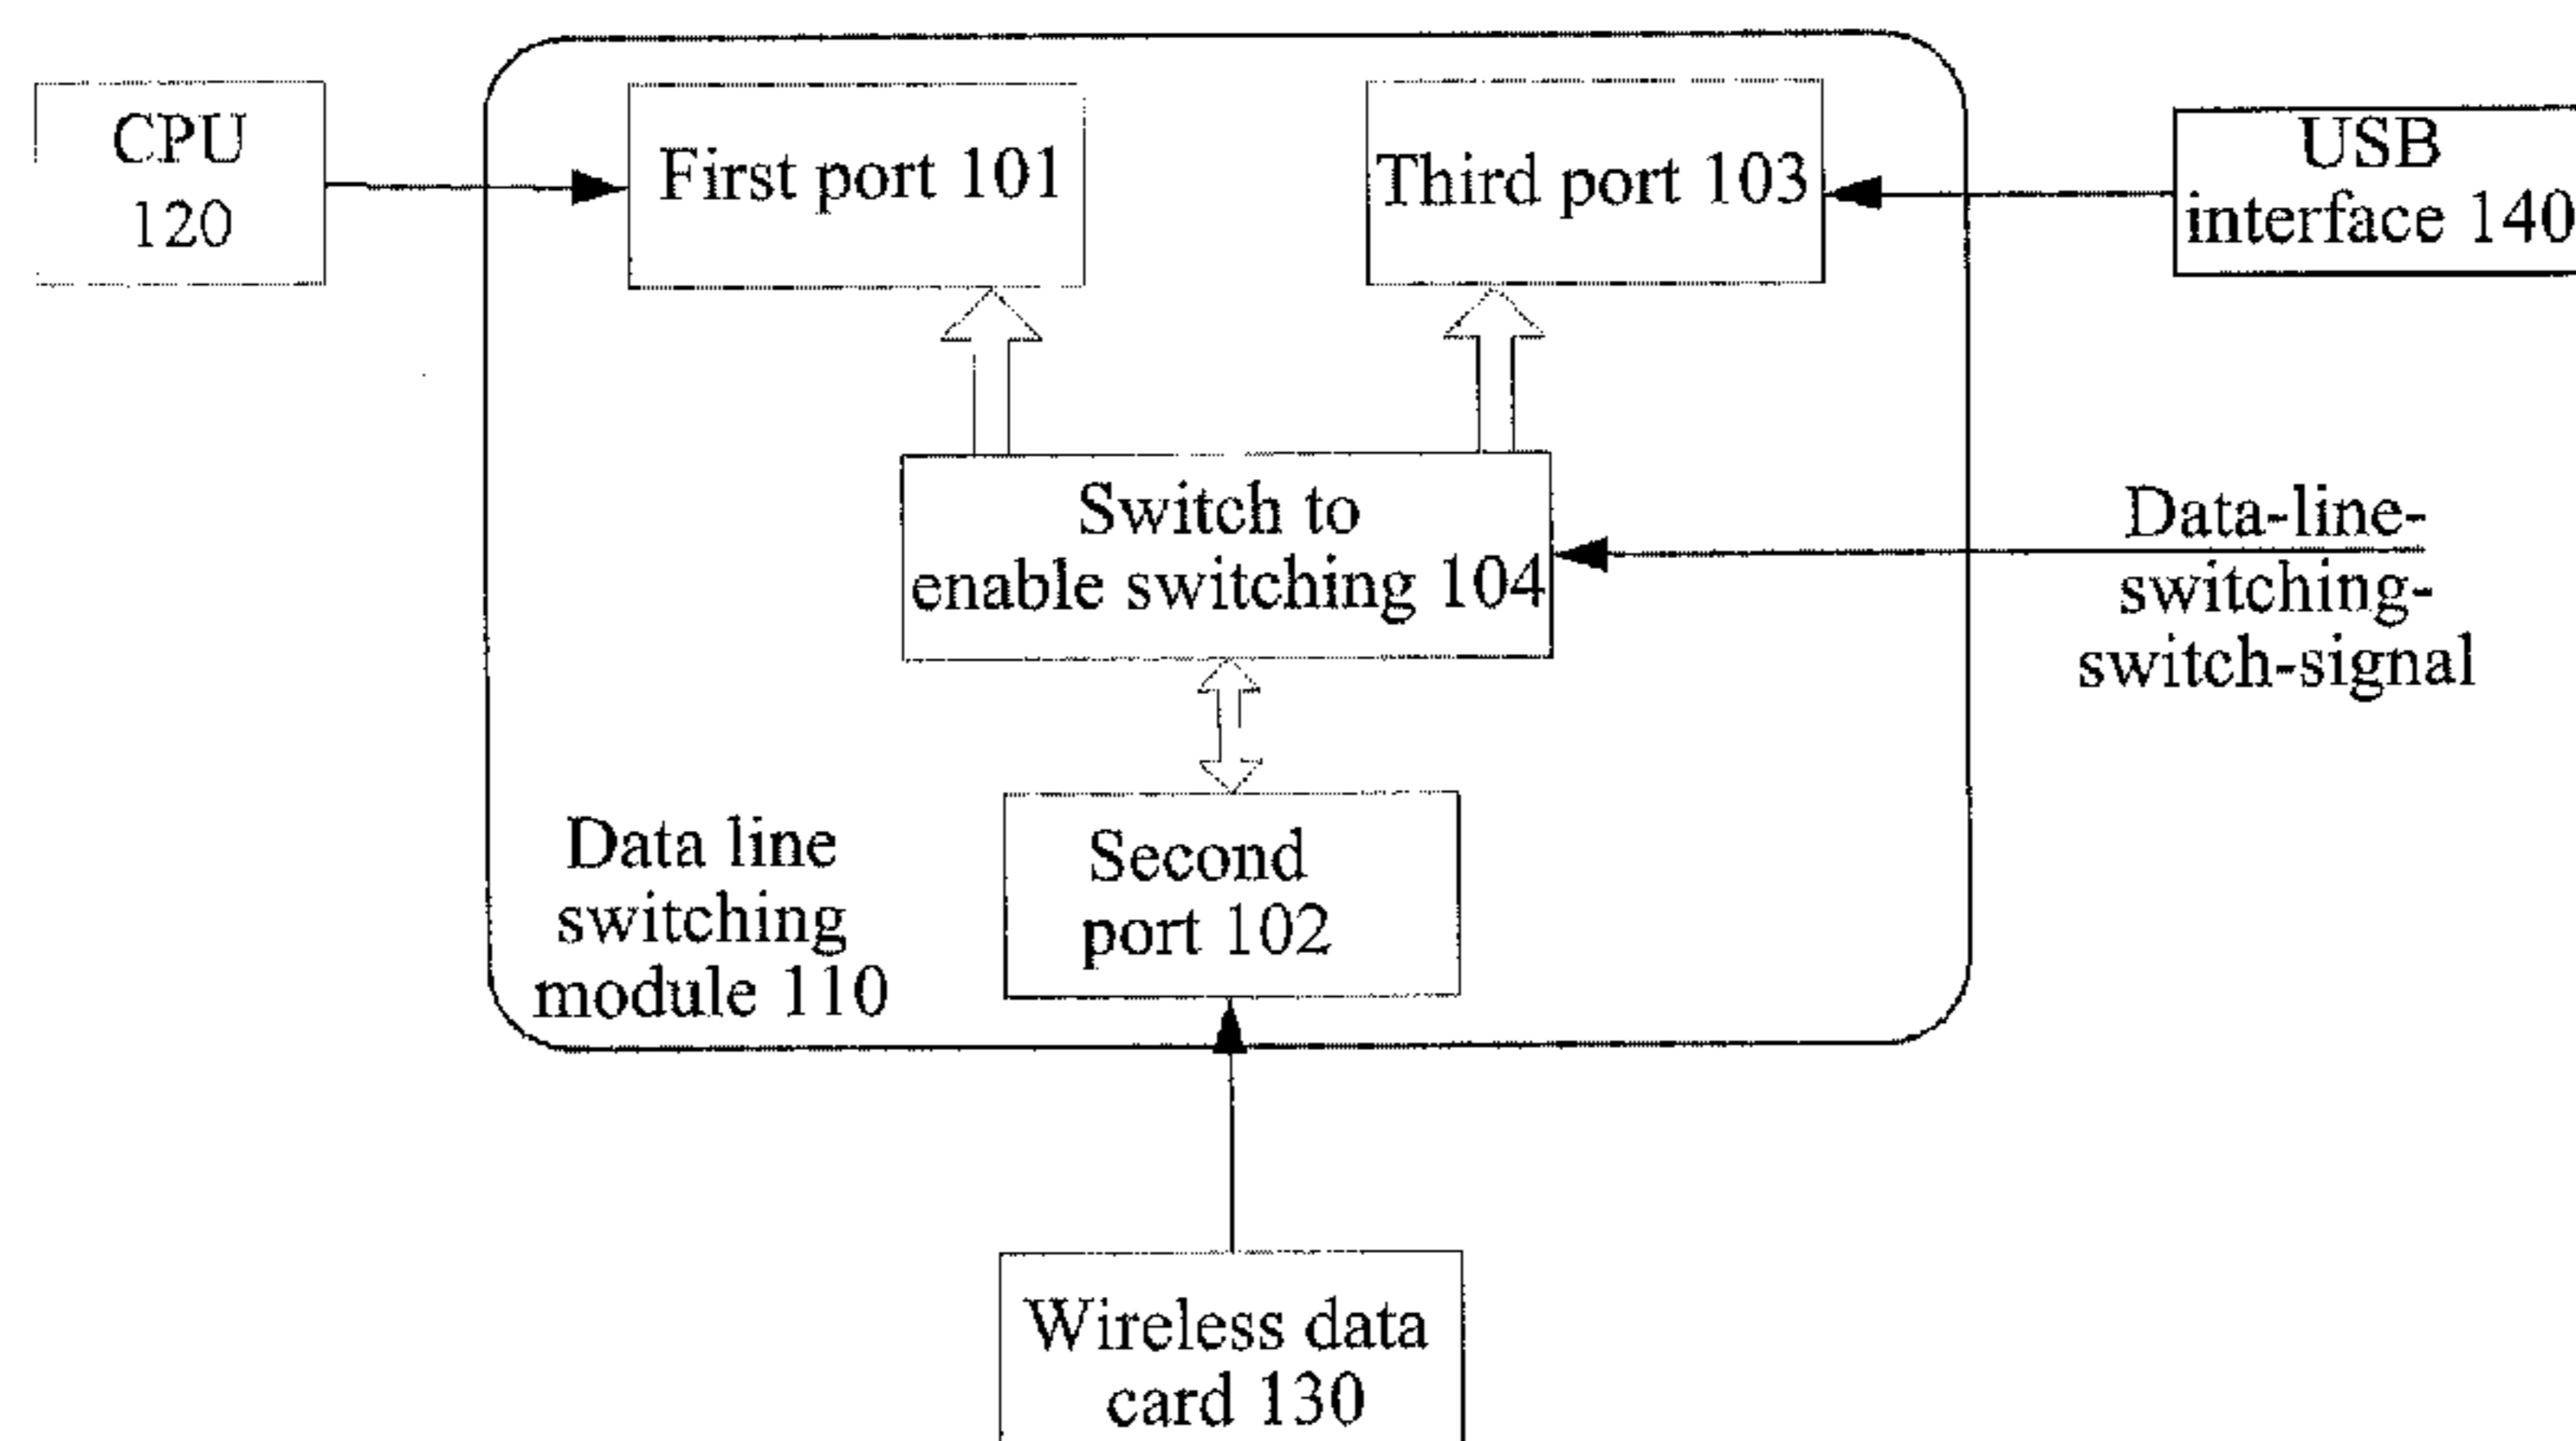 CPU
120
First port 101
Third port 103
USB
interface 140
Switch to
enable switching 104
Data-line-
switching-
switch-signal
Data line
switching
module 110
Second
port 102
Wireless data
card 130